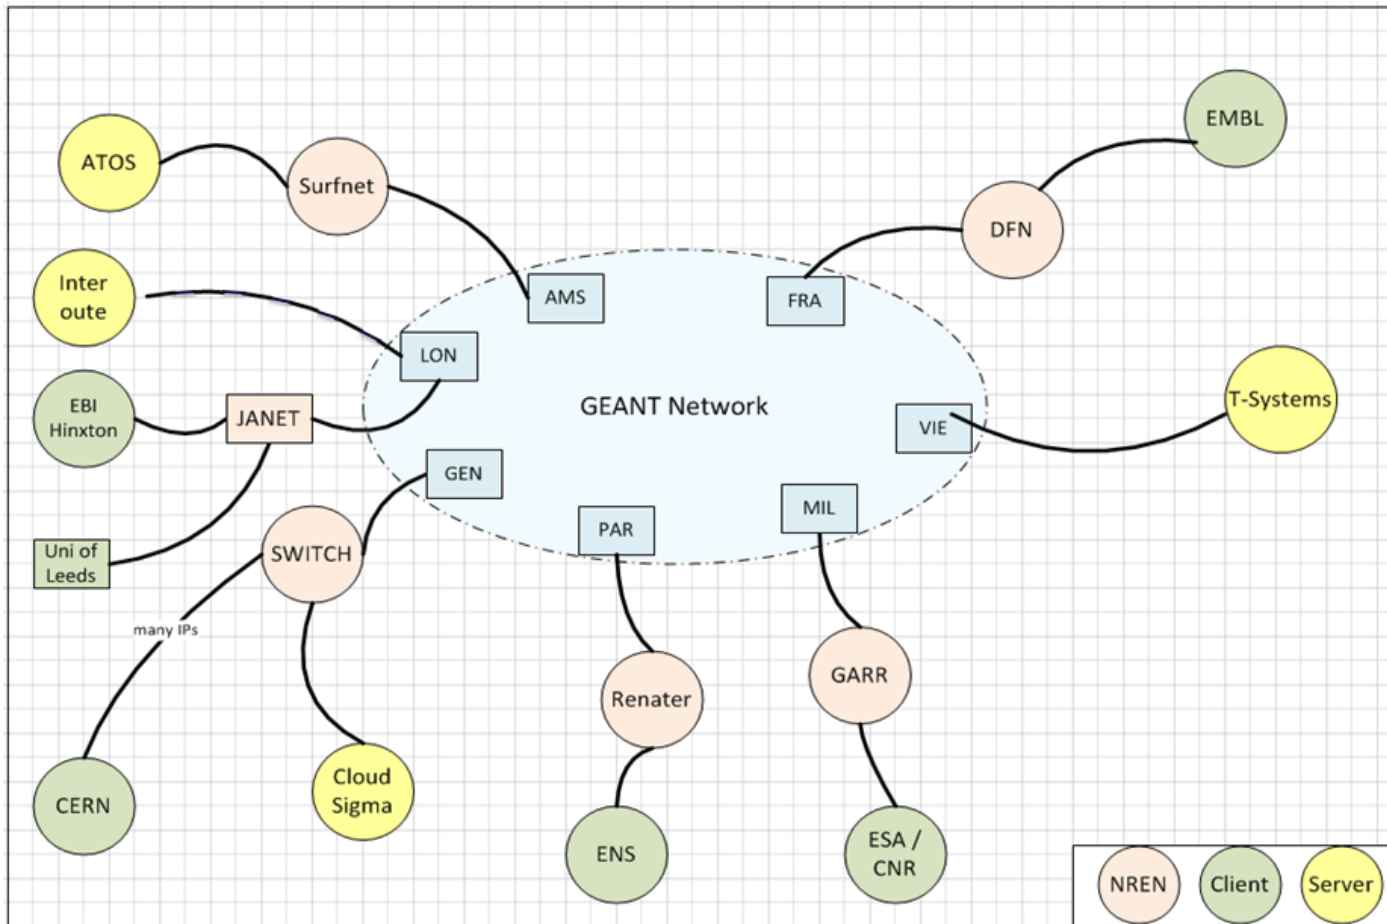 EMBL
ATOS
Surfnet
DFN
Inter
oute
AMS
FRA
LON
T-Systems
EBI
Hinxton
JANET
GEANT Network
VIE
GEN
MIL
PAR
Uni of
Leeds
SWITCH
many IPs
GARR
Renater
Cloud
Sigma
CERN
ENS
ESA /
CNR
NREN
Client
Server